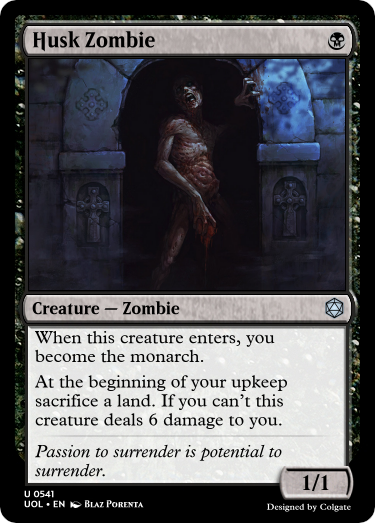 Husk Zombie
Creature — Zombie
When this creature enters, you
become the monarch.
At the beginning of your upkeep
sacrifice a land. If you can't this
creature deals 6 damage to you.
Passion to surrender is potential to
surrender.
1/1
U 0541
UOL • EN Blaz Porenta
Designed by Colgate